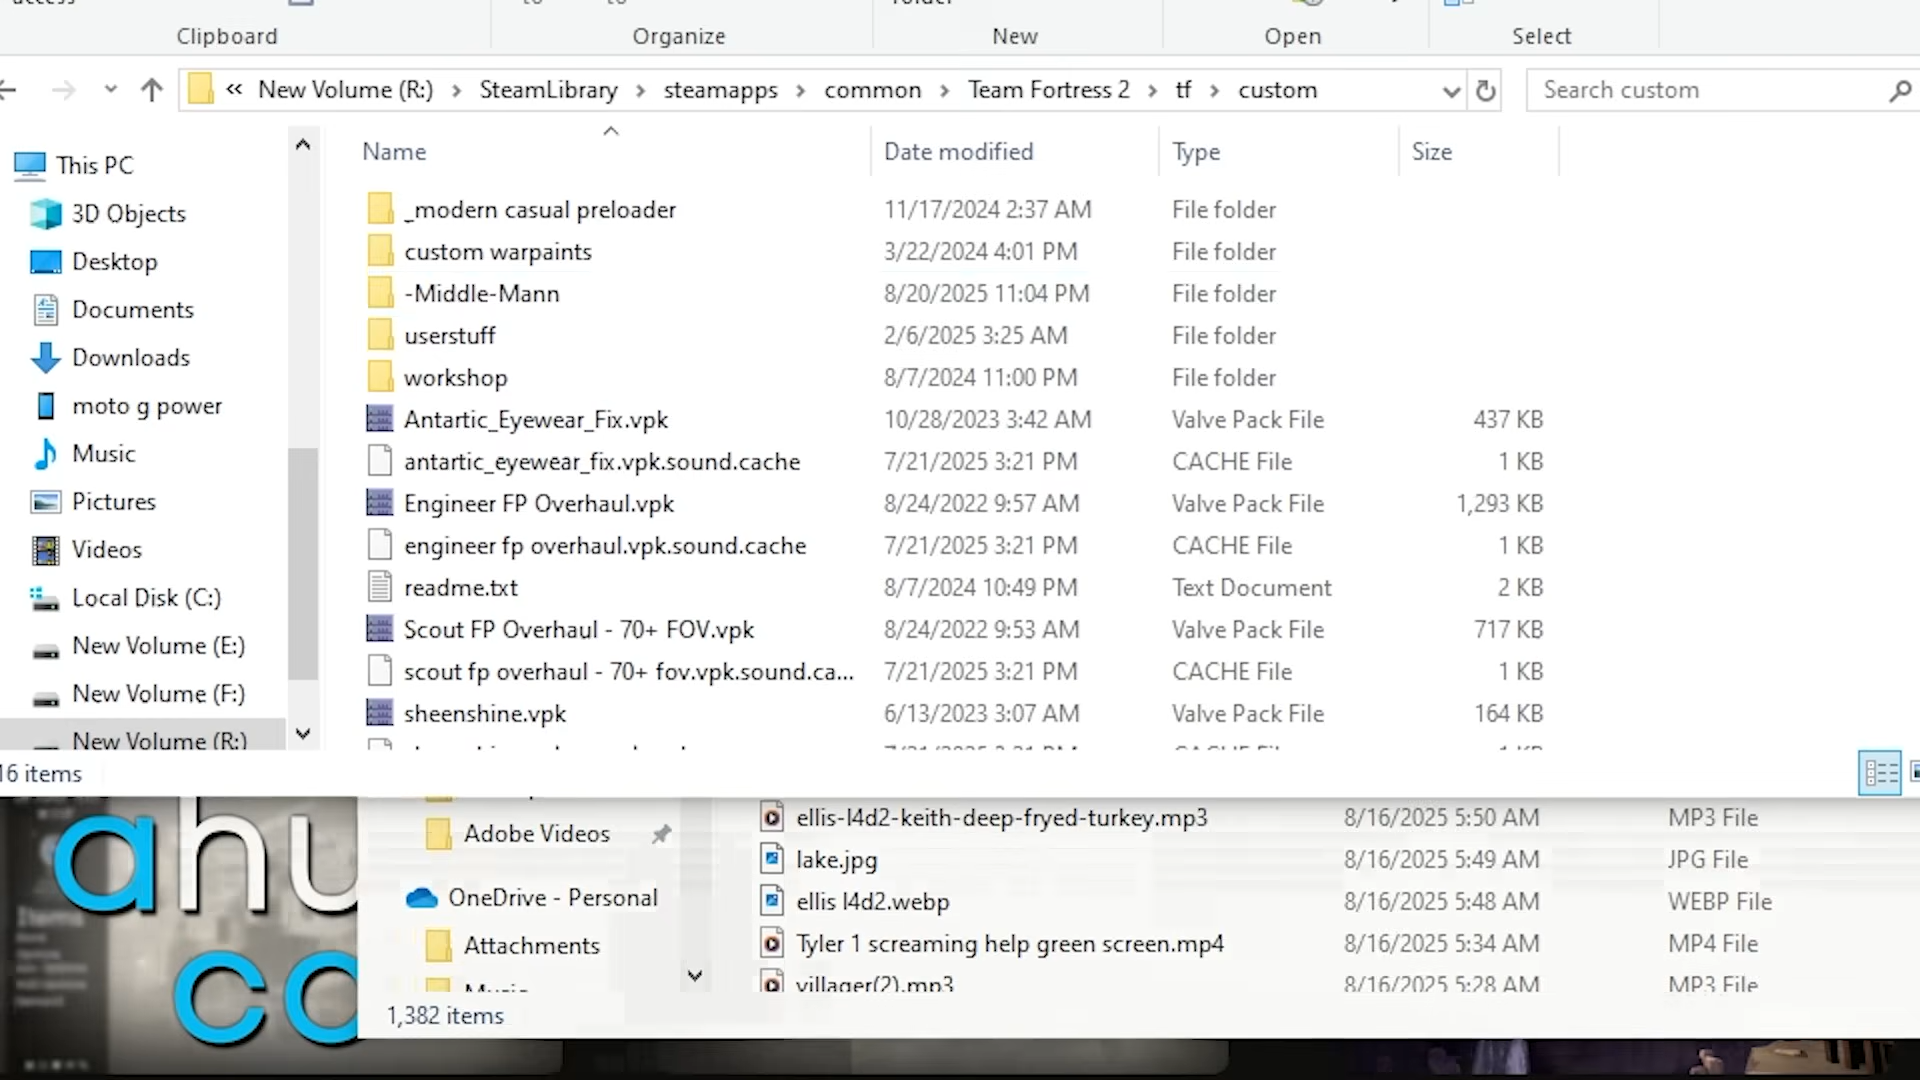 Clipboard Organize New Open Select
« New Volume (R:) › SteamLibrary › steamapps › common › Team Fortress 2 › tf › custom
Search custom
Name Date modified Type Size
This PC
3D Objects
Desktop
Documents
Downloads
moto g power
Music
Pictures
Videos
Local Disk (C:)
New Volume (E:)
New Volume (F:)
New Volume (R:)
_modern casual preloader 11/17/2024 2:37 AM File folder
custom warpaints 3/22/2024 4:01 PM File folder
-Middle-Mann 8/20/2025 11:04 PM File folder
userstuff 2/6/2025 3:25 AM File folder
workshop 8/7/2024 11:00 PM File folder
Antartic_Eyewear_Fix.vpk 10/28/2023 3:42 AM Valve Pack File 437 KB
antartic_eyewear_fix.vpk.sound.cache 7/21/2025 3:21 PM CACHE File 1 KB
Engineer FP Overhaul.vpk 8/24/2022 9:57 AM Valve Pack File 1,293 KB
engineer fp overhaul.vpk.sound.cache 7/21/2025 3:21 PM CACHE File 1 KB
readme.txt 8/7/2024 10:49 PM Text Document 2 KB
Scout FP Overhaul - 70+ FOV.vpk 8/24/2022 9:53 AM Valve Pack File 717 KB
scout fp overhaul - 70+ fov.vpk.sound.ca... 7/21/2025 3:21 PM CACHE File 1 KB
sheenshine.vpk 6/13/2023 3:07 AM Valve Pack File 164 KB
16 items
ahu
co
Adobe Videos
OneDrive - Personal
Attachments
ellis-l4d2-keith-deep-fryed-turkey.mp3 8/16/2025 5:50 AM MP3 File
lake.jpg 8/16/2025 5:49 AM JPG File
ellis l4d2.webp 8/16/2025 5:48 AM WEBP File
Tyler 1 screaming help green screen.mp4 8/16/2025 5:34 AM MP4 File
villager(2).mp3 8/16/2025 5:28 AM MP3 File
1,382 items